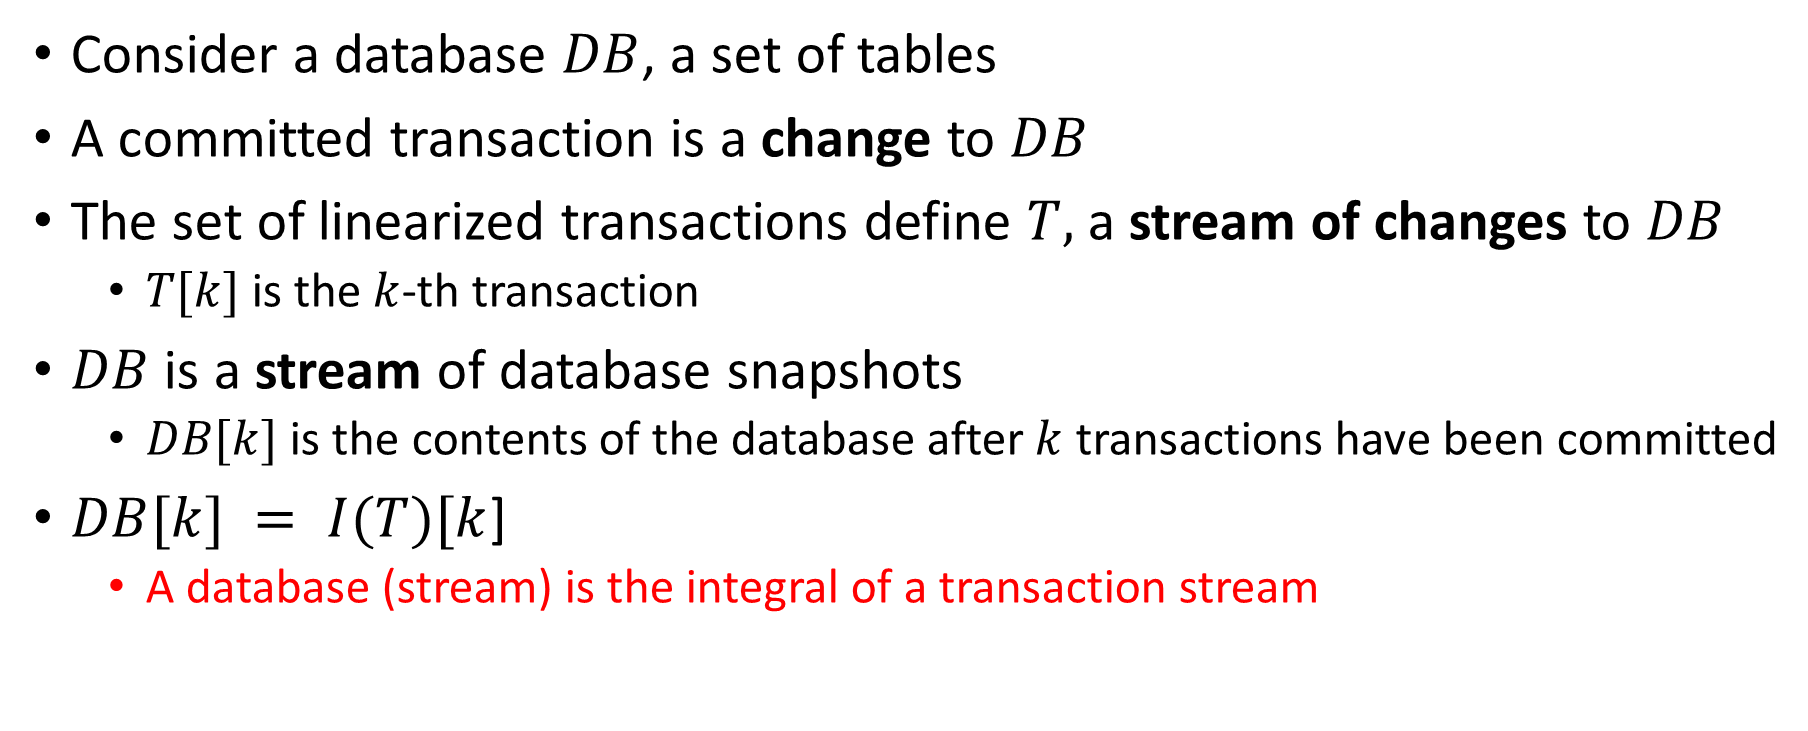 • Consider a database DB, a set of tables
• A committed transaction is a change to DB
• The set of linearized transactions define T, a stream of changes to DB
• T[k] is the k-th transaction
• DB is a stream of database snapshots
• DB[k] is the contents of the database after k transactions have been committed
• DB[k] = I(T)[k]
• A database (stream) is the integral of a transaction stream